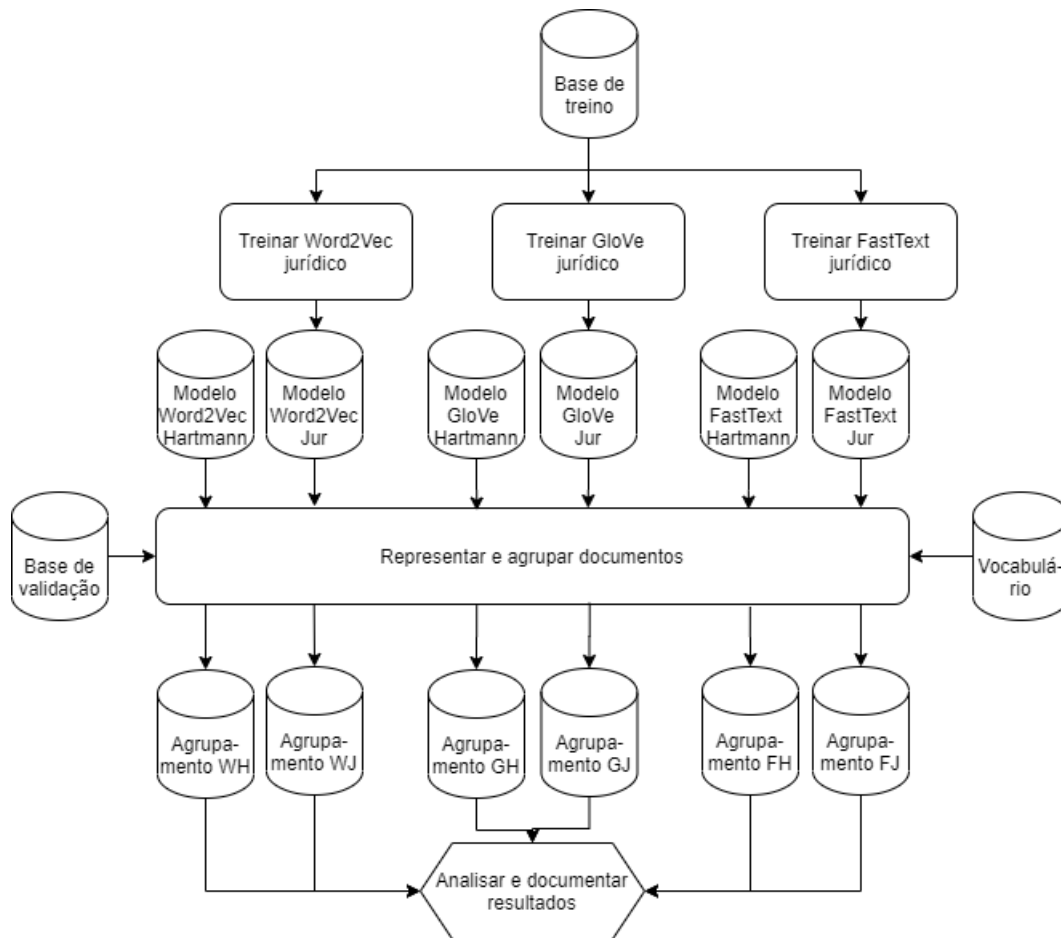 Base de
treino
Treinar Word2Vec
jurídico
Treinar GloVe
jurídico
Treinar FastText
jurídico
Modelo
Word2Vec
Hartmann
Modelo
Word2Vec
Jur
Modelo
GloVe
Hartmann
Modelo
GloVe
Jur
Modelo
FastText
Hartmann
Modelo
FastText
Jur
Base de
validação
Representar e agrupar documentos
Vocabulá-
rio
Agrupa-
mento WH
Agrupa-
mento WJ
Agrupa-
mento GH
Agrupa-
mento GJ
Agrupa-
mento FH
Agrupa-
mento FJ
Analisar e documentar
resultados